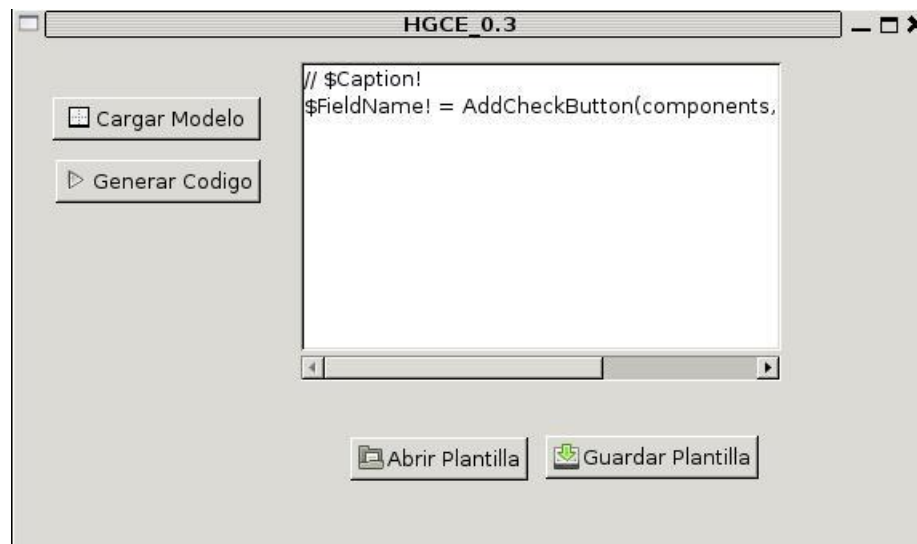 HGCE_0.3
Cargar Modelo
Generar Codigo
// $Caption!
$FieldName! = AddCheckButton(components,
Abrir Plantilla
Guardar Plantilla